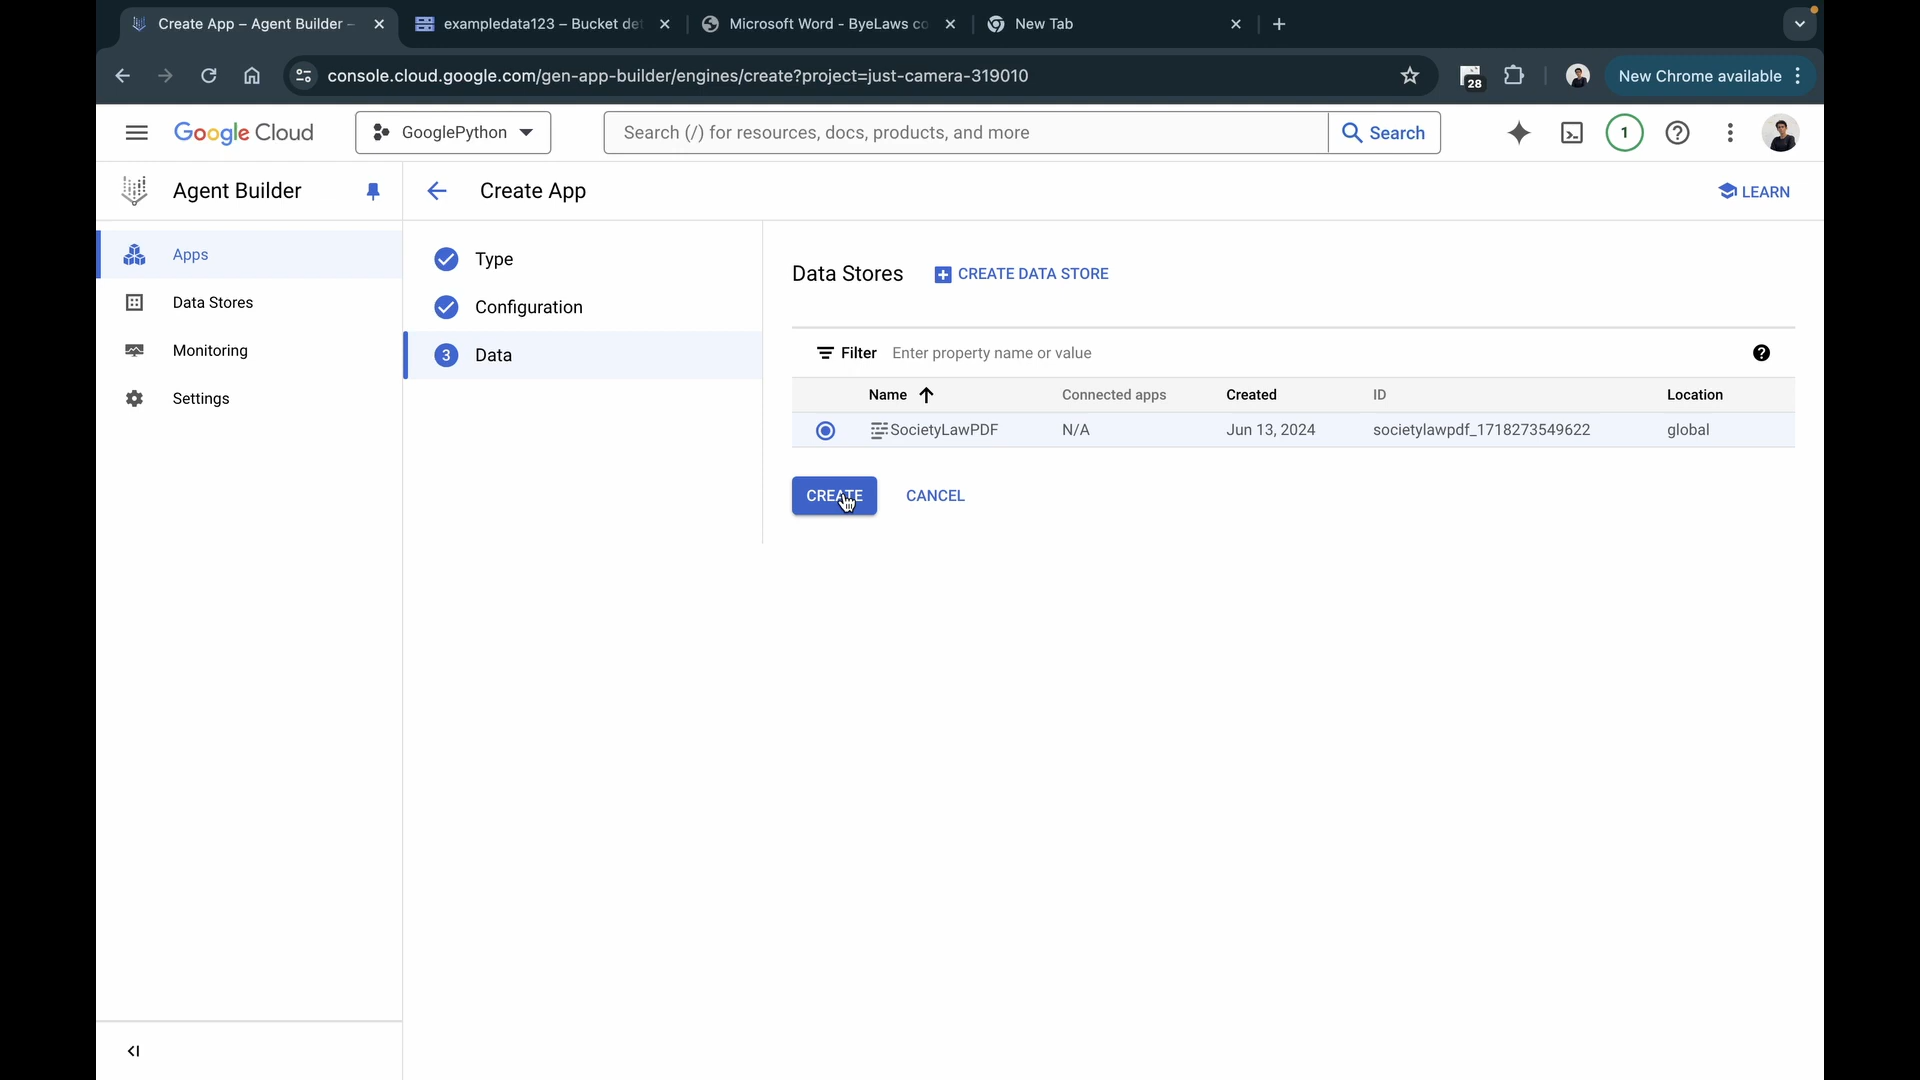 Create App – Agent Builder –
exampledata123 – Bucket de
Microsoft Word - ByeLaws co
New Tab
console.cloud.google.com/gen-app-builder/engines/create?project=just-camera-319010
28
New Chrome available
Google Cloud
GooglePython
Search (/) for resources, docs, products, and more
Search
1
Agent Builder
Create App
LEARN
Apps
Data Stores
Monitoring
Settings
Type
Configuration
3 Data
Data Stores
CREATE DATA STORE
Filter Enter property name or value
Name Connected apps Created ID Location
SocietyLawPDF N/A Jun 13, 2024 societylawpdf_1718273549622 global
CREATE CANCEL